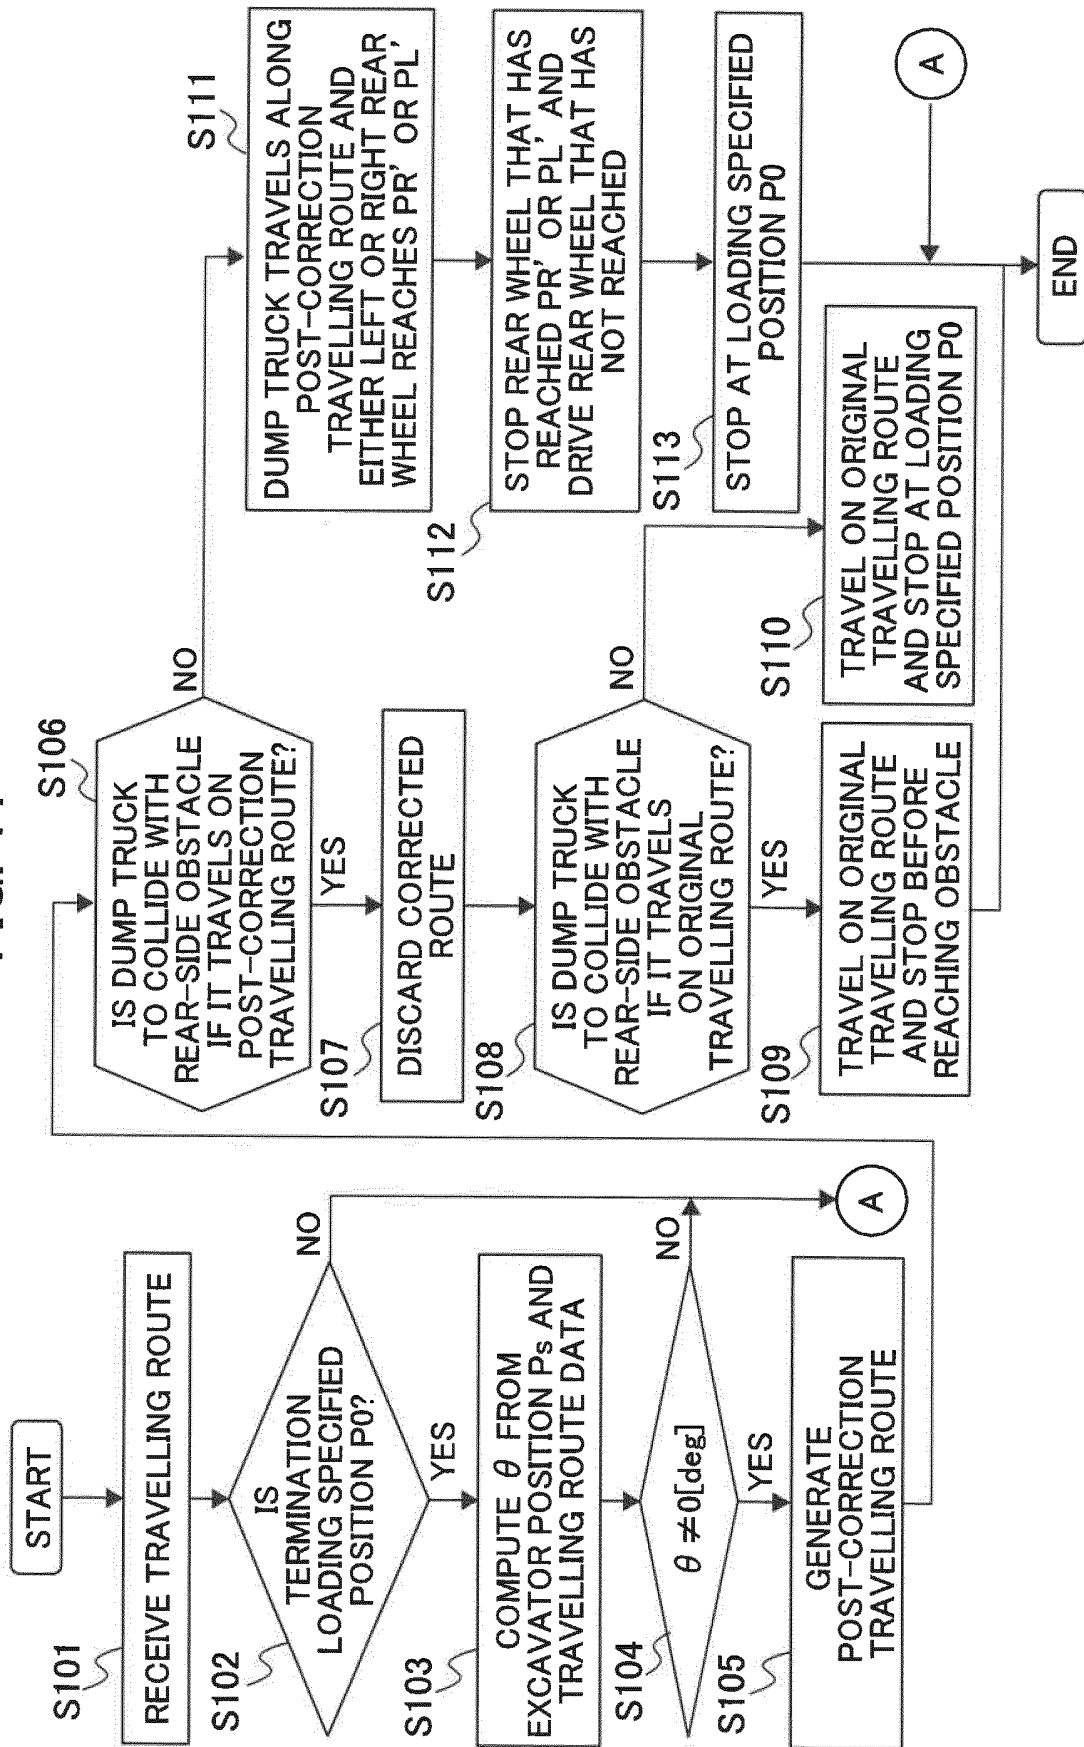 START
S101
RECEIVE TRAVELLING ROUTE
S102
IS
TERMINATION
LOADING SPECIFIED
POSITION P0?
NO
YES
S103
COMPUTE θ FROM
EXCAVATOR POSITION Ps AND
TRAVELLING ROUTE DATA
S104
θ ≠0[deg]
NO
YES
S105
GENERATE
POST-CORRECTION
TRAVELLING ROUTE
A
S106
IS DUMP TRUCK
TO COLLIDE WITH
REAR-SIDE OBSTACLE
IF IT TRAVELS ON
POST-CORRECTION
TRAVELLING ROUTE?
NO
YES
S107
DISCARD CORRECTED
ROUTE
S108
IS DUMP TRUCK
TO COLLIDE WITH
REAR-SIDE OBSTACLE
IF IT TRAVELS
ON ORIGINAL
TRAVELLING ROUTE?
NO
YES
S109
TRAVEL ON ORIGINAL
TRAVELLING ROUTE
AND STOP BEFORE
REACHING OBSTACLE
S110
TRAVEL ON ORIGINAL
TRAVELLING ROUTE
AND STOP AT LOADING
SPECIFIED POSITION P0
S111
DUMP TRUCK TRAVELS ALONG
POST-CORRECTION
TRAVELLING ROUTE AND
EITHER LEFT OR RIGHT REAR
WHEEL REACHES PR' OR PL'
S112
STOP REAR WHEEL THAT HAS
REACHED PR' OR PL' AND
DRIVE REAR WHEEL THAT HAS
NOT REACHED
S113
STOP AT LOADING SPECIFIED
POSITION P0
A
END